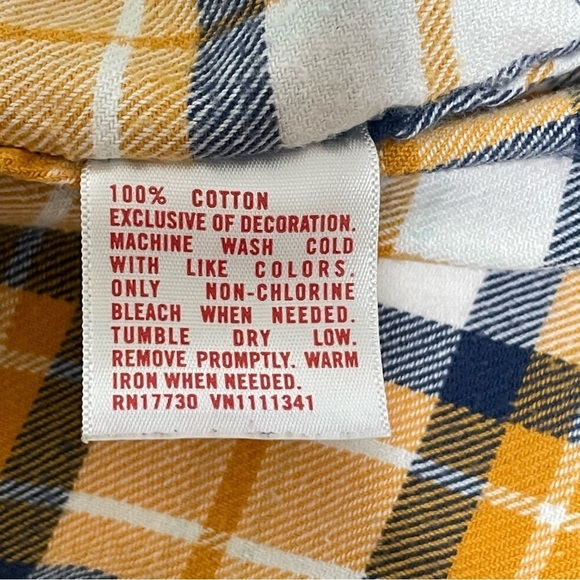 100% COTTON
EXCLUSIVE OF DECORATION.
MACHINE WASH COLD
WITH LIKE COLORS.
ONLY NON-CHLORINE
BLEACH WHEN NEEDED.
TUMBLE DRY LOW.
REMOVE PROMPTLY. WARM
IRON WHEN NEEDED.
RN17730 VN1111341